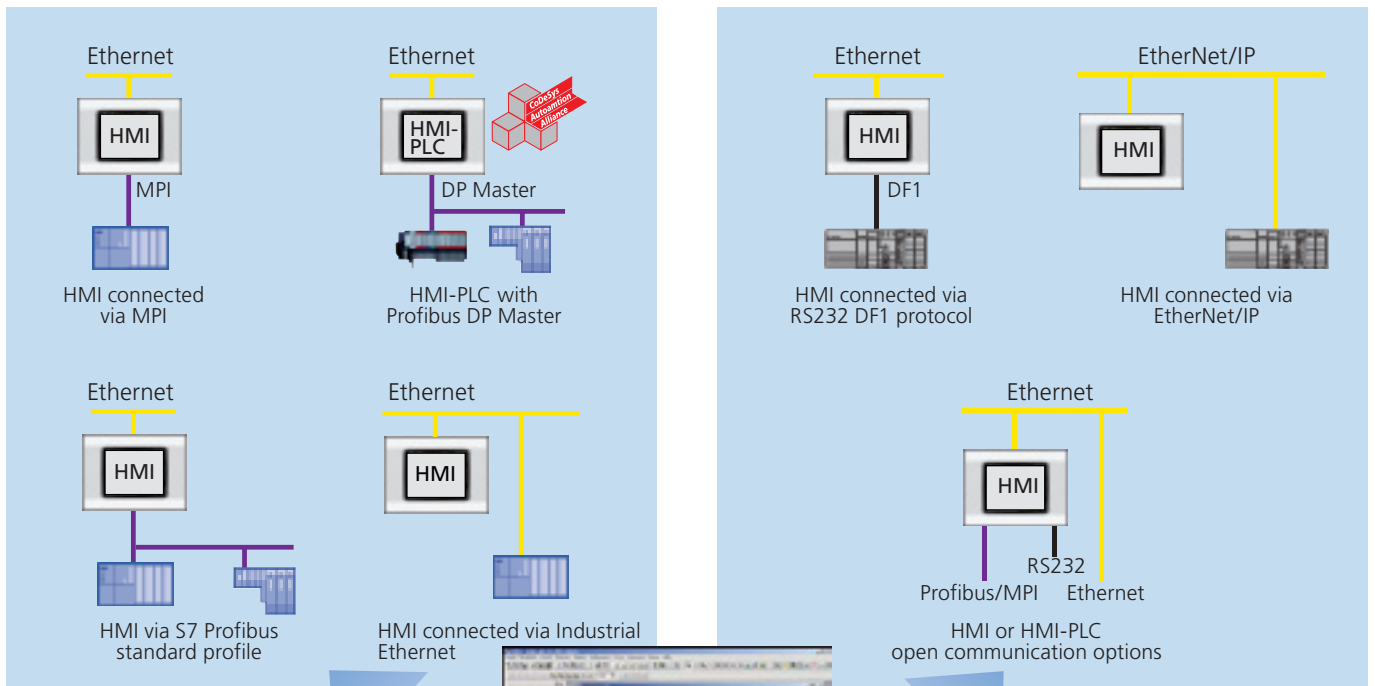 Ethernet
HMI
MPI
HMI connected
via MPI
Ethernet
HMI-
PLC
CoDeSys
Autoamtion
Alliance
DP Master
HMI-PLC with
Profibus DP Master
Ethernet
HMI
HMI via S7 Profibus
standard profile
Ethernet
HMI
HMI connected via Industrial
Ethernet
Ethernet
HMI
DF1
HMI connected via
RS232 DF1 protocol
EtherNet/IP
HMI
HMI connected via
EtherNet/IP
Ethernet
HMI
RS232
Profibus/MPI
Ethernet
HMI or HMI-PLC
open communication options